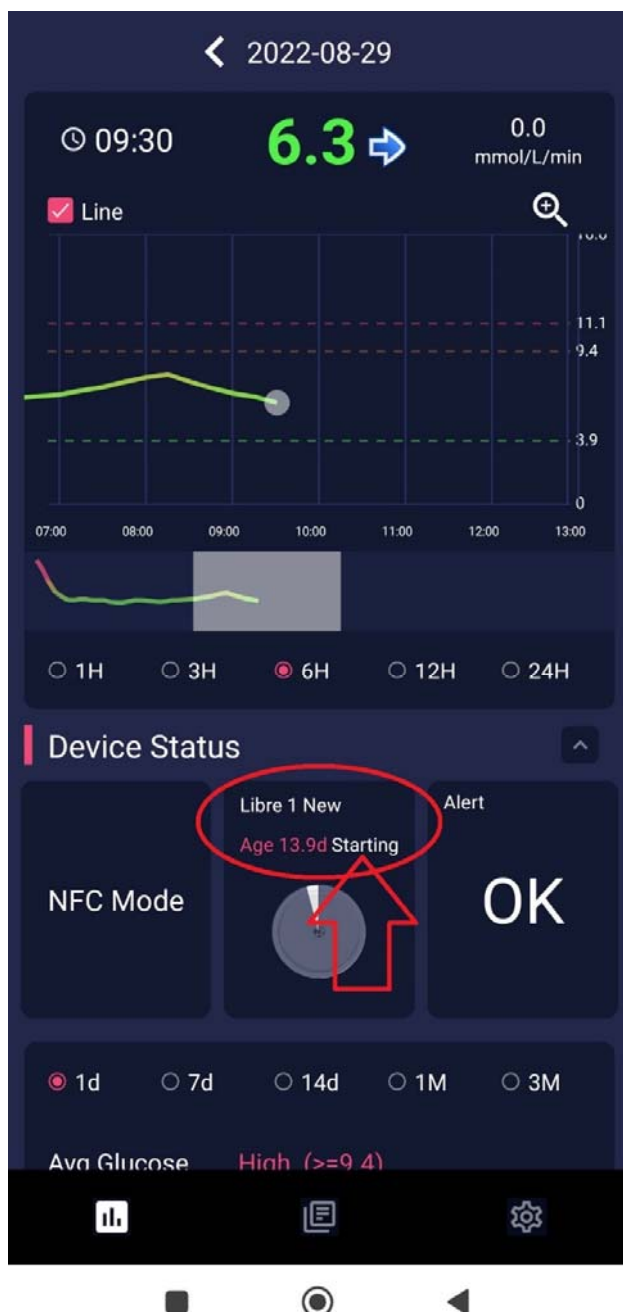 2022-08-29
09:30
6.3
0.0
mmol/L/min
Line
11.1
9.4
3.9
0
07:00 08:00 09:00 10:00 11:00 12:00 13:00
1H 3H 6H 12H 24H
Device Status
NFC Mode
Libre 1 New
Age 13.9d Starting
Alert
OK
1d 7d 14d 1M 3M
Avg Glucose High (>=9.4)